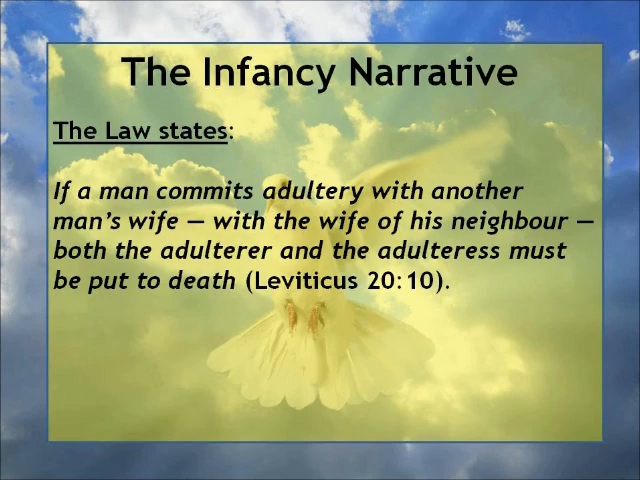 The Infancy Narrative
The Law states:
If a man commits adultery with another
man’s wife — with the wife of his neighbour —
both the adulterer and the adulteress must
be put to death (Leviticus 20:10).